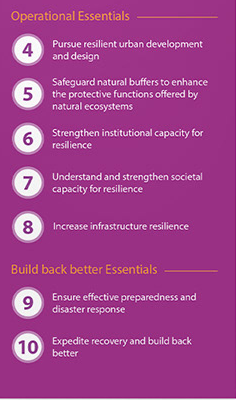 Operational Essentials
4 Pursue resilient urban development
and design
5 Safeguard natural buffers to enhance
the protective functions offered by
natural ecosystems
6 Strengthen institutional capacity for
resilience
7 Understand and strengthen societal
capacity for resilience
8 Increase infrastructure resilience
Build back better Essentials
9 Ensure effective preparedness and
disaster response
10 Expedite recovery and build back
better